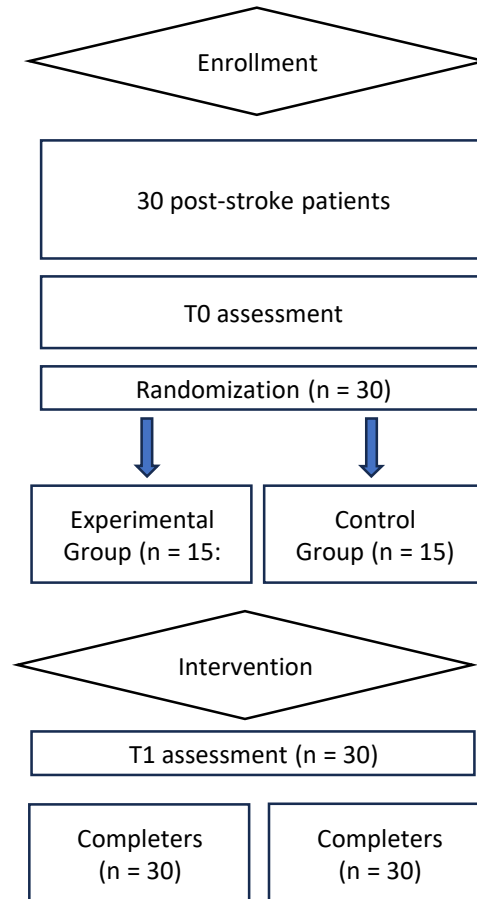 Enrollment
30 post-stroke patients
T0 assessment
Randomization (n = 30)
Experimental
Group (n = 15:
Control
Group (n = 15)
Intervention
T1 assessment (n = 30)
Completers
(n = 30)
Completers
(n = 30)